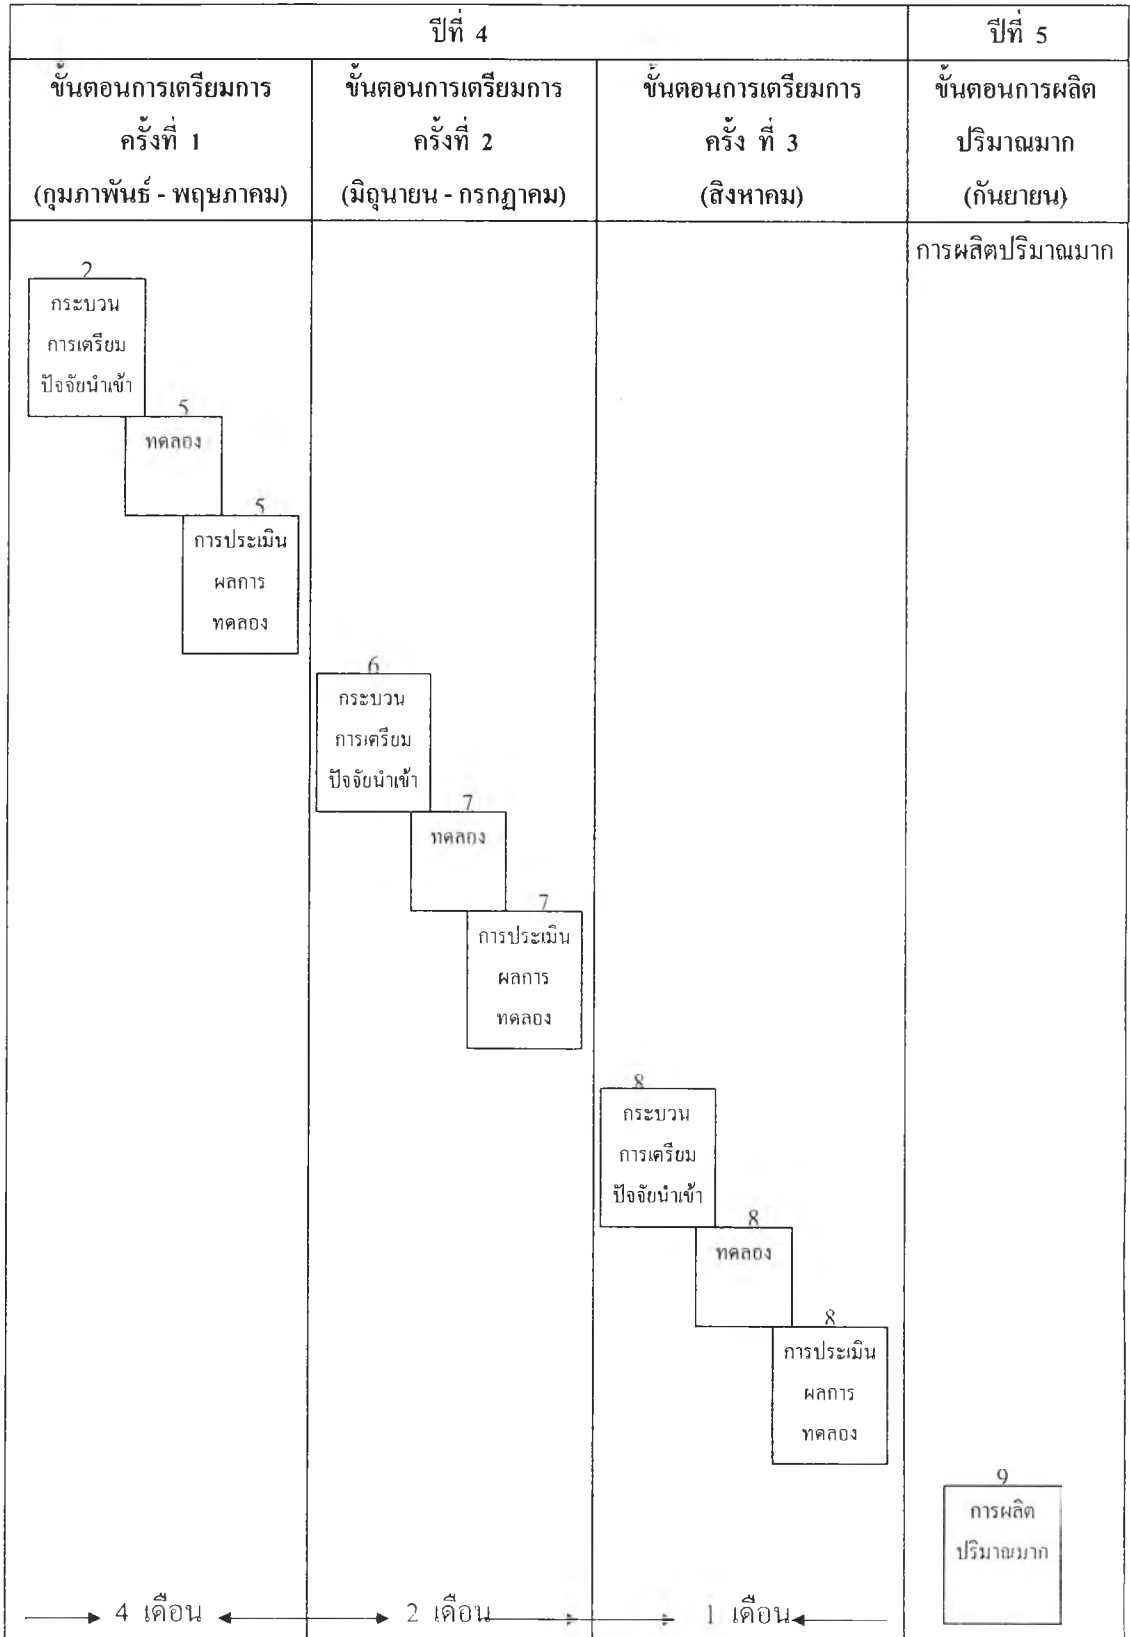 ปีที่ 4
ปีที่ 5
ขั้นตอนการเตรียมการ
ครั้งที่ 1
(กุมภาพันธ์ - พฤษภาคม)
ขั้นตอนการเตรียมการ
ครั้งที่ 2
(มิถุนายน - กรกฎาคม)
ขั้นตอนการเตรียมการ
ครั้ง ที่ 3
(สิงหาคม)
ขั้นตอนการผลิต
ปริมาณมาก
(กันยายน)
การผลิตปริมาณมาก
2
กระบวน
การเตรียม
ปัจจัยนำเข้า
5
ทดลอง
5
การประเมิน
ผลการ
ทดลอง
6
กระบวน
การเตรียม
ปัจจัยนำเข้า
7
ทดลอง
7
การประเมิน
ผลการ
ทดลอง
8
กระบวน
การเตรียม
ปัจจัยนำเข้า
8
ทดลอง
8
การประเมิน
ผลการ
ทดลอง
9
การผลิต
ปริมาณมาก
4 เดือน
2 เดือน
1 เดือน